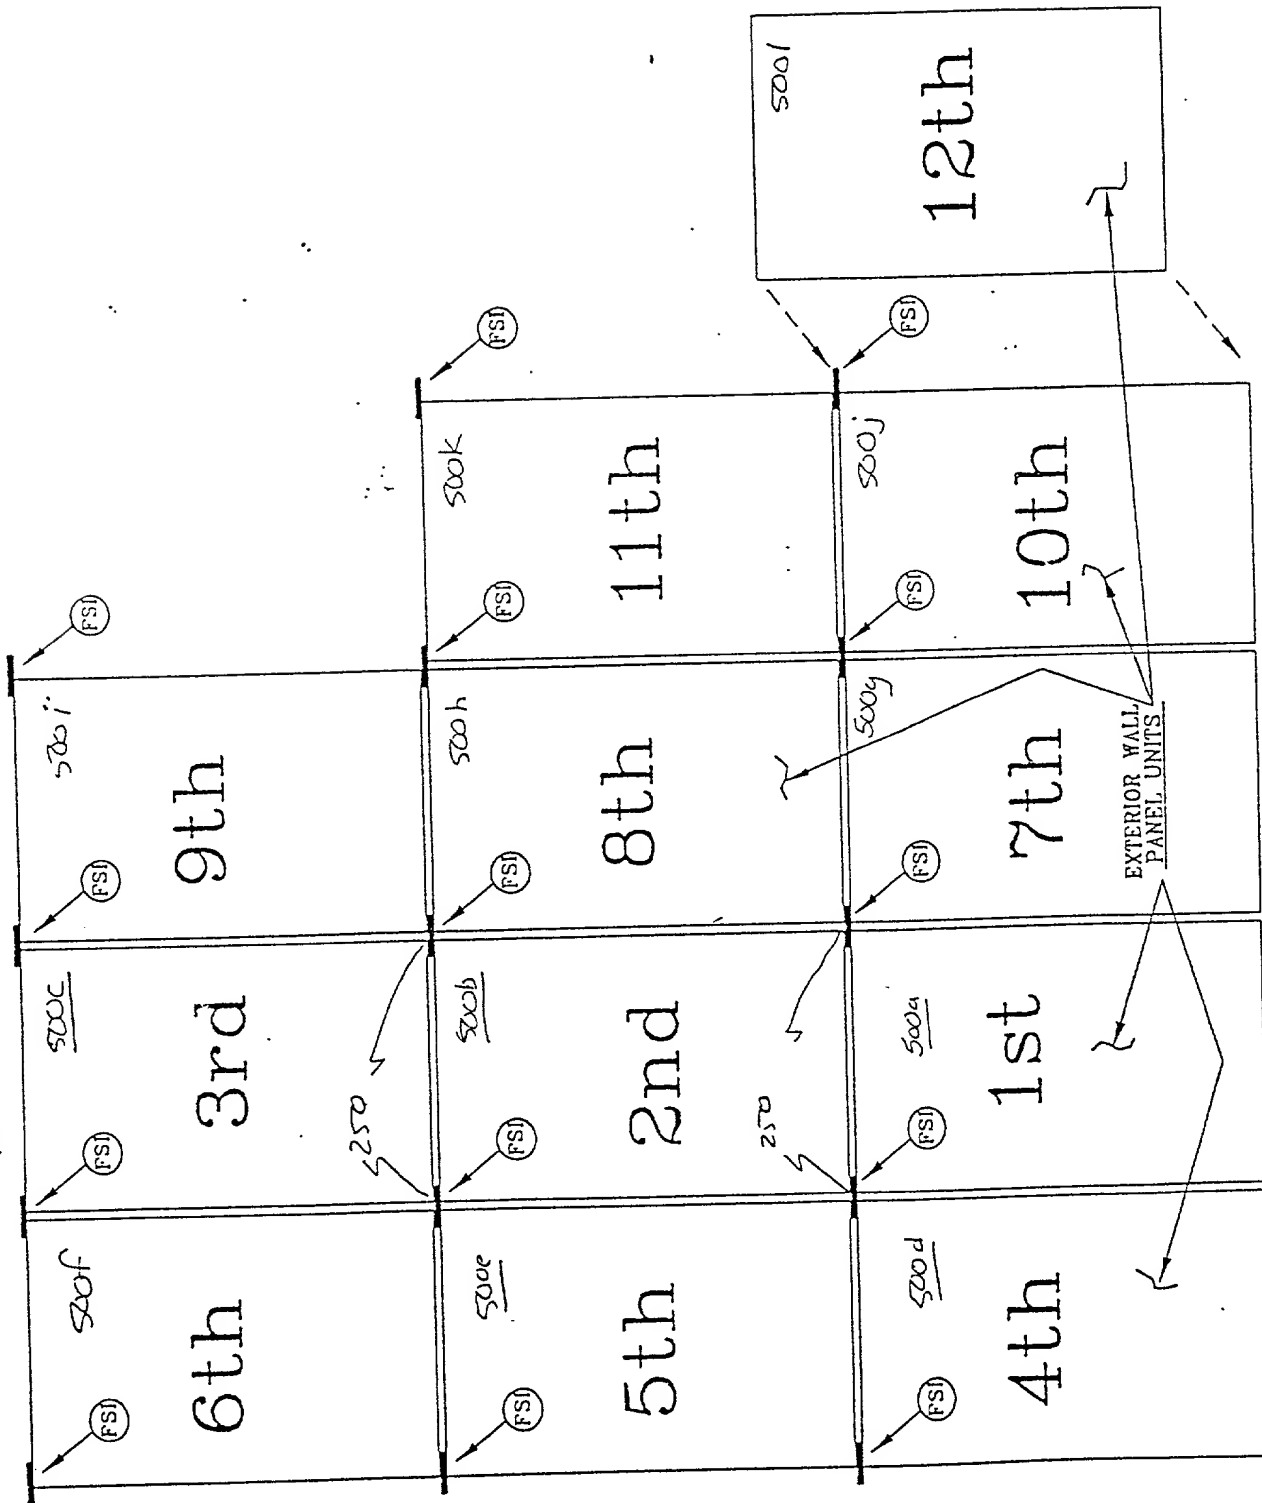 500f
500c
500i
FSI
FSI
FSI
FSI
6th
3rd
9th
250
500e
500b
500h
500k
FSI
FSI
FSI
FSI
FSI
5th
2nd
8th
11th
250
500d
500a
500g
500j
500l
FSI
FSI
FSI
FSI
FSI
4th
1st
7th
10th
12th
EXTERIOR WALL
PANEL UNITS